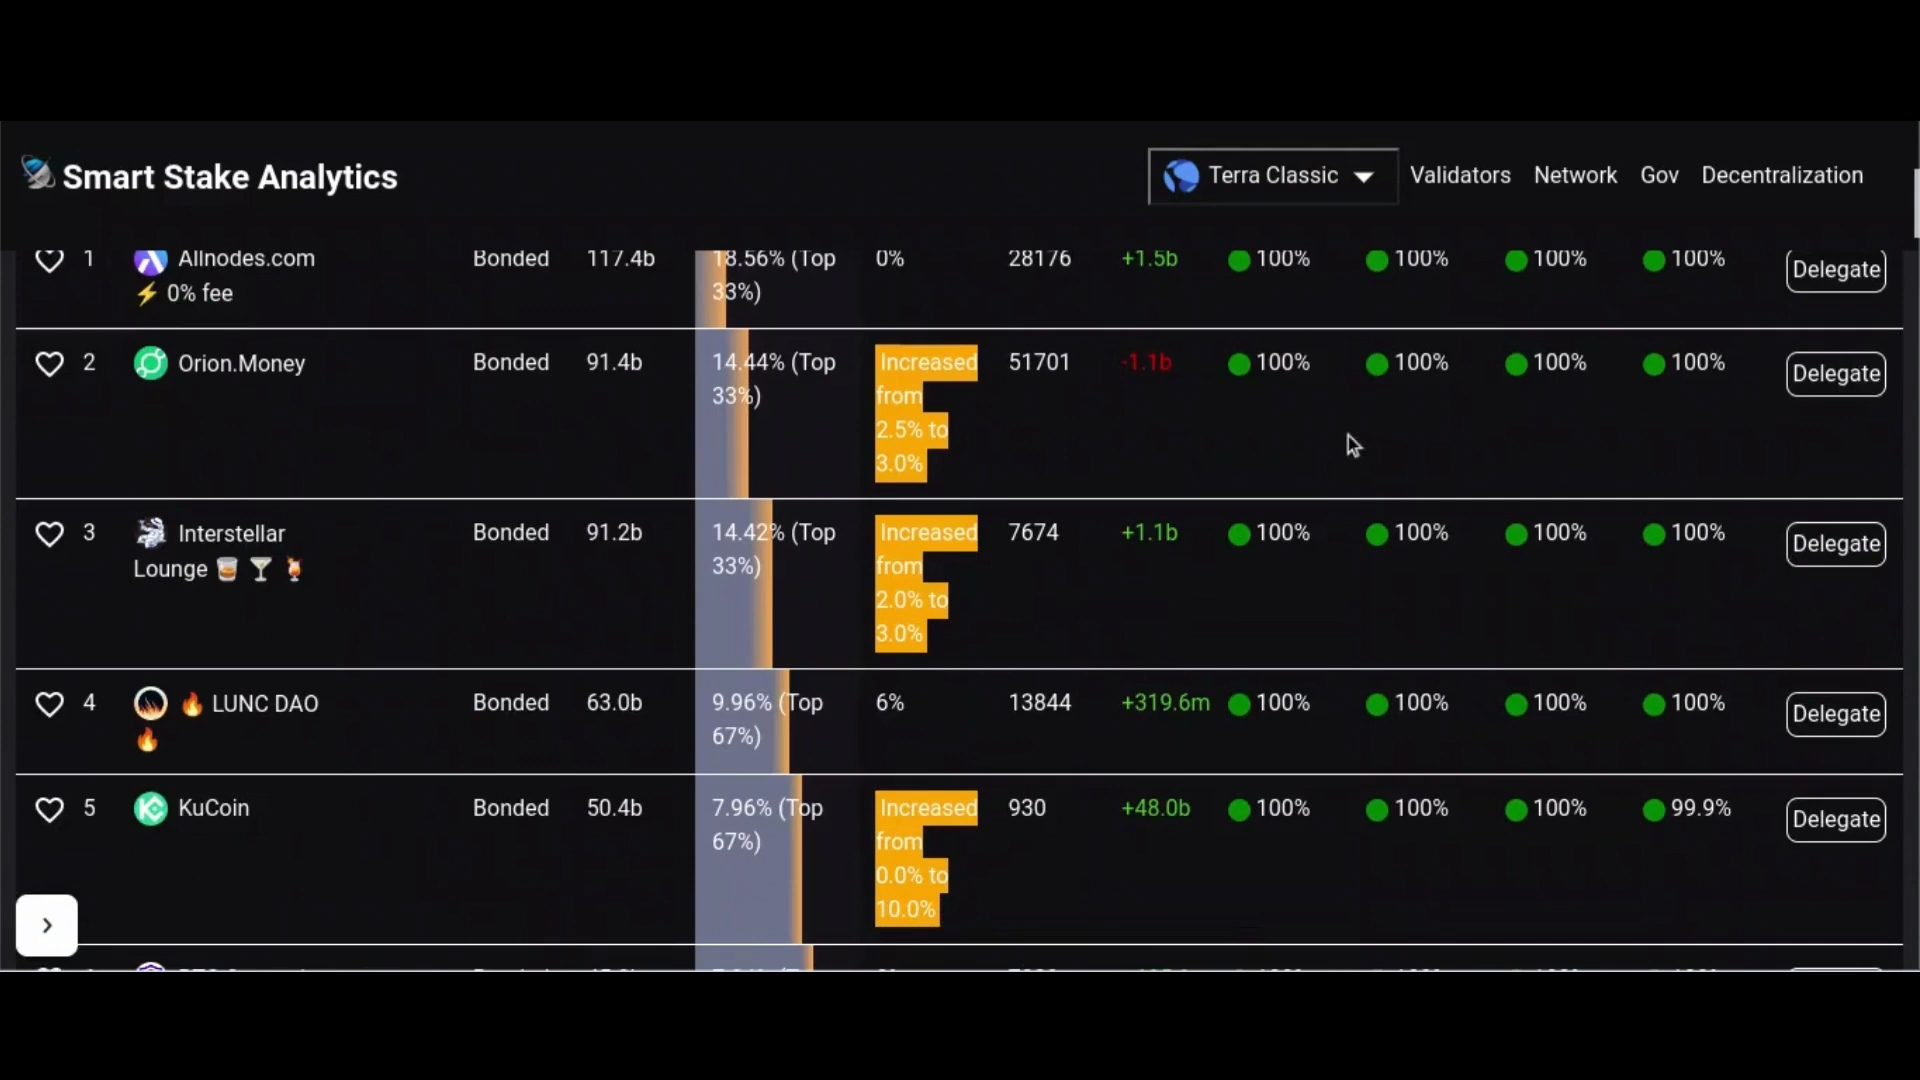 Smart Stake Analytics
Terra Classic Validators Network Gov Decentralization
1 Allnodes.com Bonded 117.4b 18.56% (Top 0% 28176 +1.5b 100% 100% 100% 100% Delegate
⚡ 0% fee 33%)
2 Orion.Money Bonded 91.4b 14.44% (Top Increased 51701 -1.1b 100% 100% 100% 100% Delegate
33%) from
2.5% to
3.0%
3 Interstellar Bonded 91.2b 14.42% (Top Increased 7674 +1.1b 100% 100% 100% 100% Delegate
Lounge 🥃 🍸 🍹 33%) from
2.0% to
3.0%
4 🔥 LUNC DAO Bonded 63.0b 9.96% (Top 6% 13844 +319.6m 100% 100% 100% 100% Delegate
🔥 67%)
5 KuCoin Bonded 50.4b 7.96% (Top Increased 930 +48.0b 100% 100% 100% 99.9% Delegate
67%) from
0.0% to
10.0%